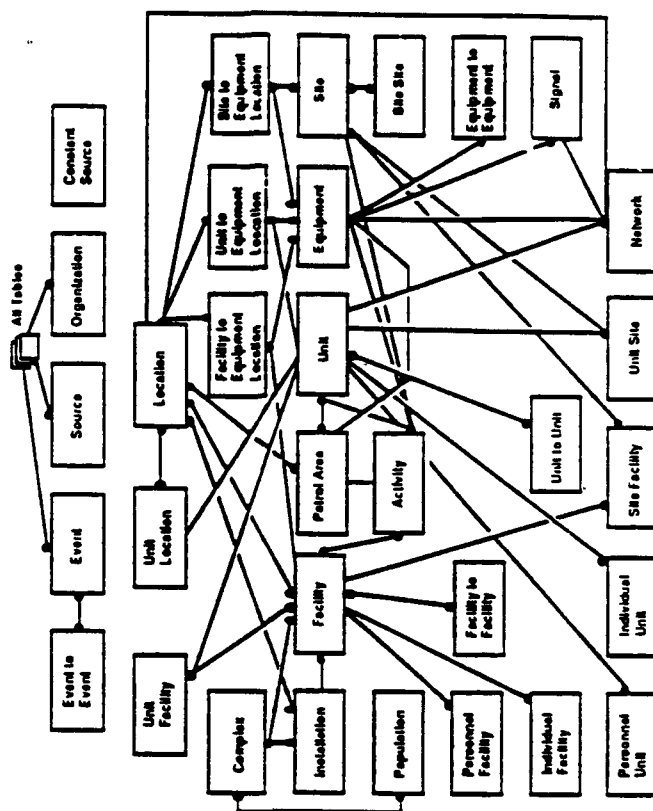 All Tables
Event to
Event
Event
Source
Organization
Constant
Source
Unit
Facility
Unit
Location
Location
Facility to
Equipment
Location
Unit to
Equipment
Location
Site to
Equipment
Location
Complex
Installation
Facility
Patrol Area
Unit
Equipment
Site
Population
Activity
Site Site
Personnel
Facility
Facility to
Facility
Equipment to
Equipment
Individual
Facility
Unit to Unit
Signal
Personnel
Unit
Individual
Unit
Site Facility
Unit Site
Network